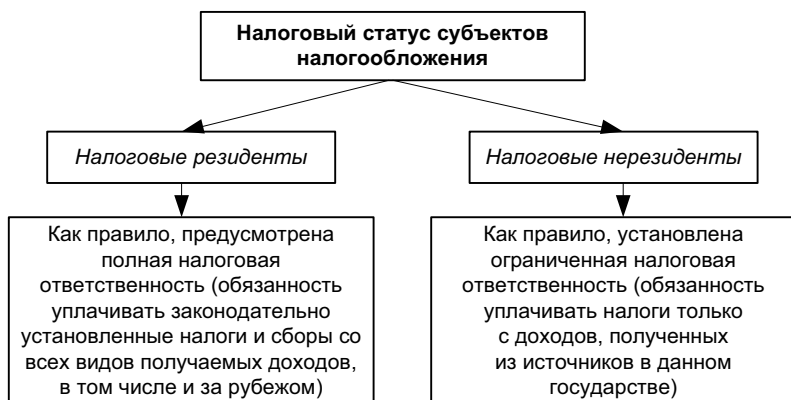 Налоговый статус субъектов
налогообложения
Налоговые резиденты
Налоговые нерезиденты
Как правило, предусмотрена
полная налоговая
ответственность (обязанность
уплачивать законодательно
установленные налоги и сборы со
всех видов получаемых доходов,
в том числе и за рубежом)
Как правило, установлена
ограниченная налоговая
ответственность (обязанность
уплачивать налоги только
с доходов, полученных
из источников в данном
государстве)